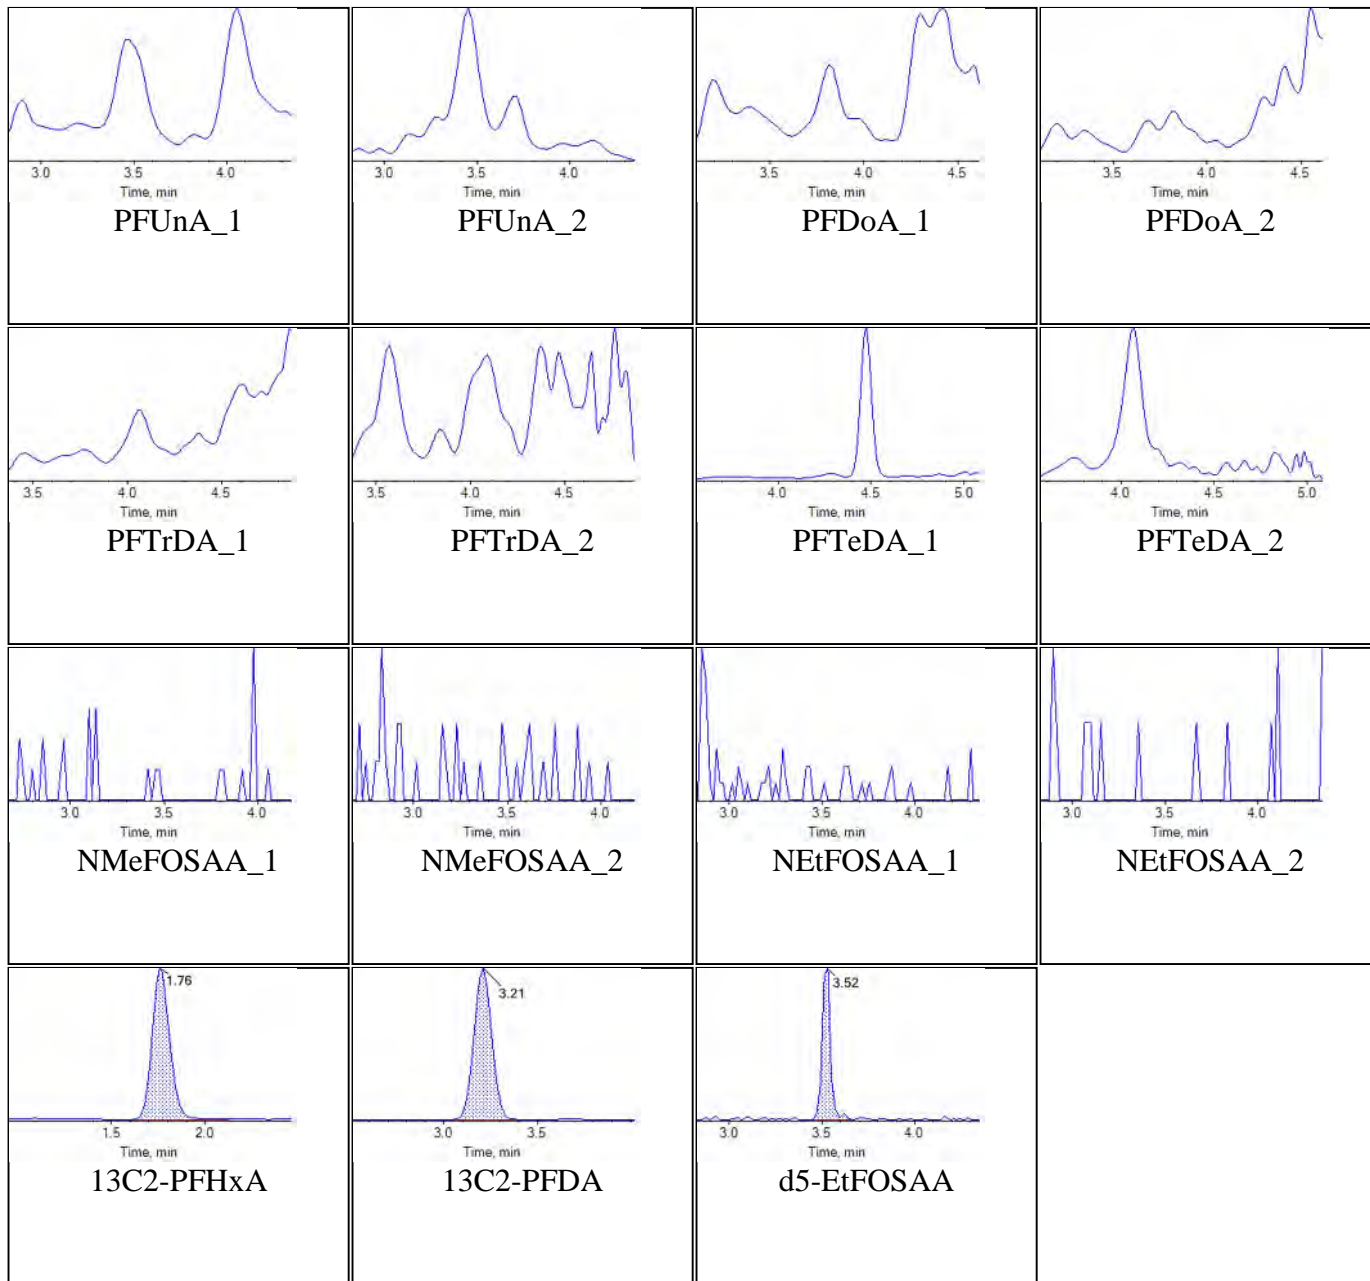 3.0 3.5 4.0
Time, min
PFUnA_1
3.0 3.5 4.0
Time, min
PFUnA_2
3.5 4.0 4.5
Time, min
PFDoA_1
3.5 4.0 4.5
Time, min
PFDoA_2
3.5 4.0 4.5
Time, min
PFTrDA_1
3.5 4.0 4.5
Time, min
PFTrDA_2
4.0 4.5 5.0
Time, min
PFTeDA_1
4.0 4.5 5.0
Time, min
PFTeDA_2
3.0 3.5 4.0
Time, min
NMeFOSAA_1
3.0 3.5 4.0
Time, min
NMeFOSAA_2
3.0 3.5 4.0
Time, min
NEtFOSAA_1
3.0 3.5 4.0
Time, min
NEtFOSAA_2
1.76
1.5 2.0
Time, min
13C2-PFHxA
3.21
3.0 3.5
Time, min
13C2-PFDA
3.52
3.0 3.5 4.0
Time, min
d5-EtFOSAA